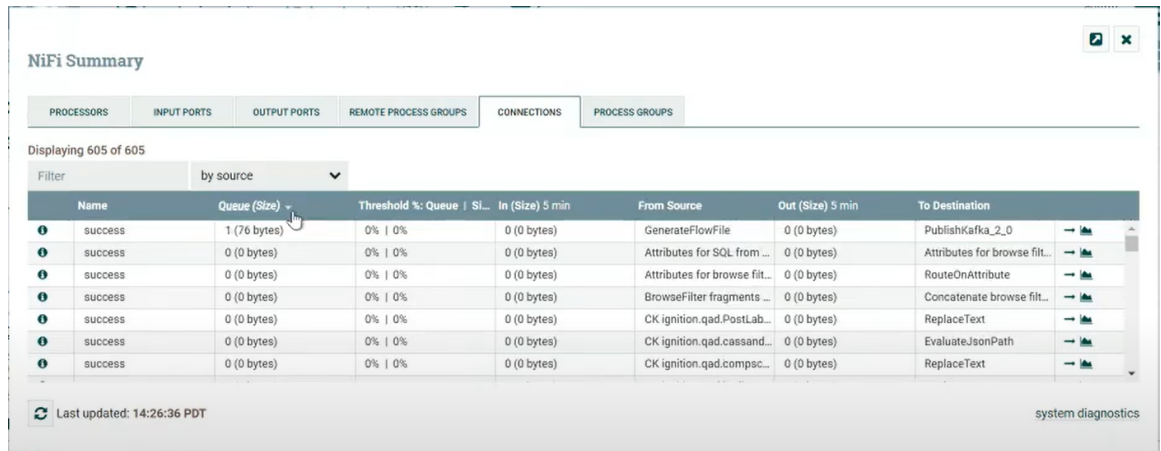 NiFi Summary
PROCESSORS INPUT PORTS OUTPUT PORTS REMOTE PROCESS GROUPS CONNECTIONS PROCESS GROUPS
Displaying 605 of 605
Filter by source
Name Queue (Size) Threshold %: Queue | Si... In (Size) 5 min From Source Out (Size) 5 min To Destination
success 1 (76 bytes) 0% | 0% 0 (0 bytes) GenerateFlowFile 0 (0 bytes) PublishKafka_2_0
success 0 (0 bytes) 0% | 0% 0 (0 bytes) Attributes for SQL from ... 0 (0 bytes) Attributes for browse filt...
success 0 (0 bytes) 0% | 0% 0 (0 bytes) Attributes for browse filt... 0 (0 bytes) RouteOnAttribute
success 0 (0 bytes) 0% | 0% 0 (0 bytes) BrowseFilter fragments ... 0 (0 bytes) Concatenate browse filt...
success 0 (0 bytes) 0% | 0% 0 (0 bytes) CK ignition.qad.PostLab... 0 (0 bytes) ReplaceText
success 0 (0 bytes) 0% | 0% 0 (0 bytes) CK ignition.qad.cassand... 0 (0 bytes) EvaluateJsonPath
success 0 (0 bytes) 0% | 0% 0 (0 bytes) CK ignition.qad.compsc... 0 (0 bytes) ReplaceText
Last updated: 14:26:36 PDT system diagnostics